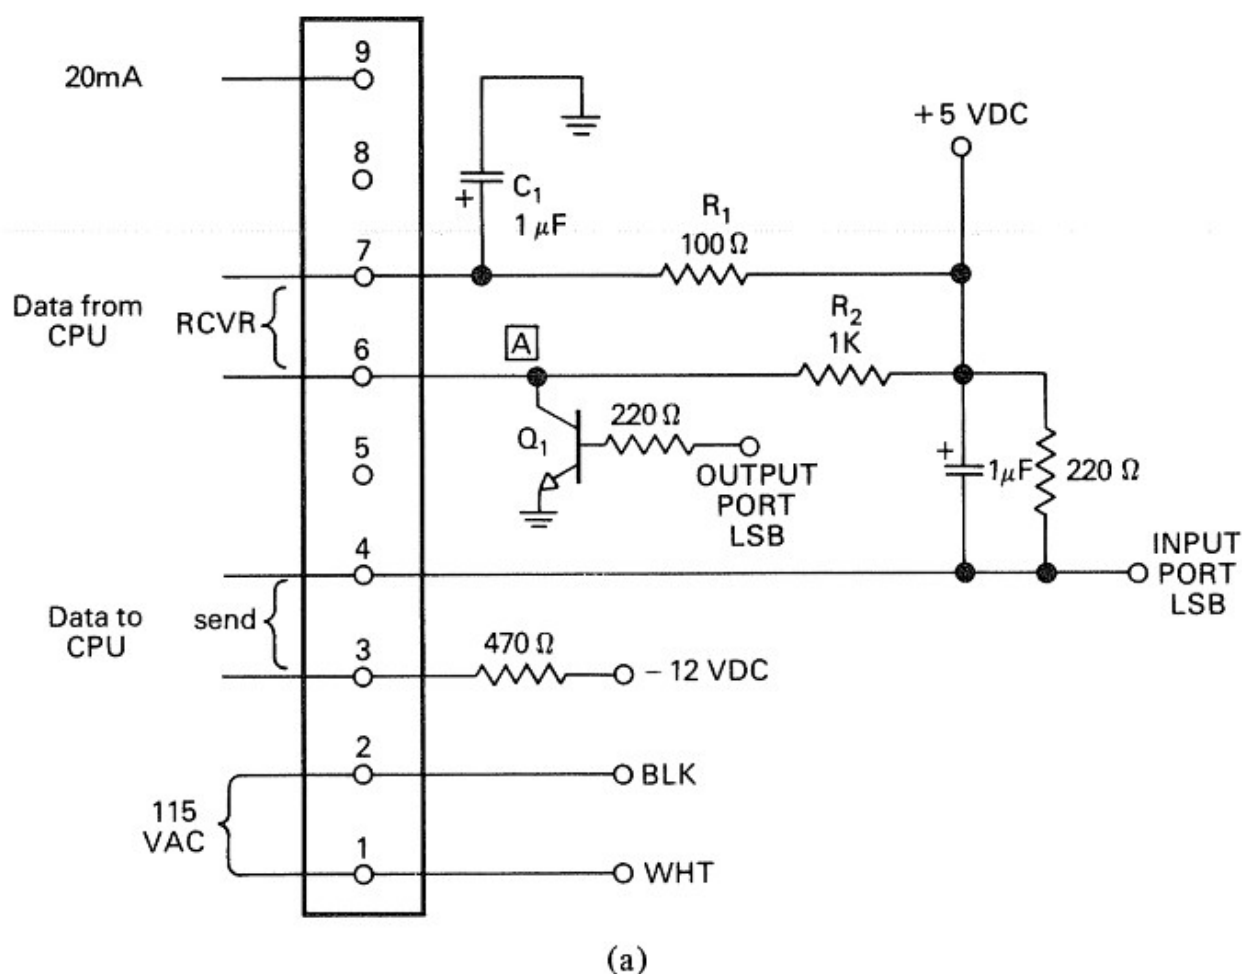 9
20mA
+5 VDC
8
+
C1
1 μF
R1
100 Ω
7
Data from
CPU
RCVR
R2
1K
A
6
220 Ω
Q1
5
OUTPUT
PORT
LSB
+
1μF
220 Ω
4
INPUT
PORT
LSB
Data to
CPU
send
470 Ω
3
– 12 VDC
2
BLK
115
VAC
1
WHT
(a)